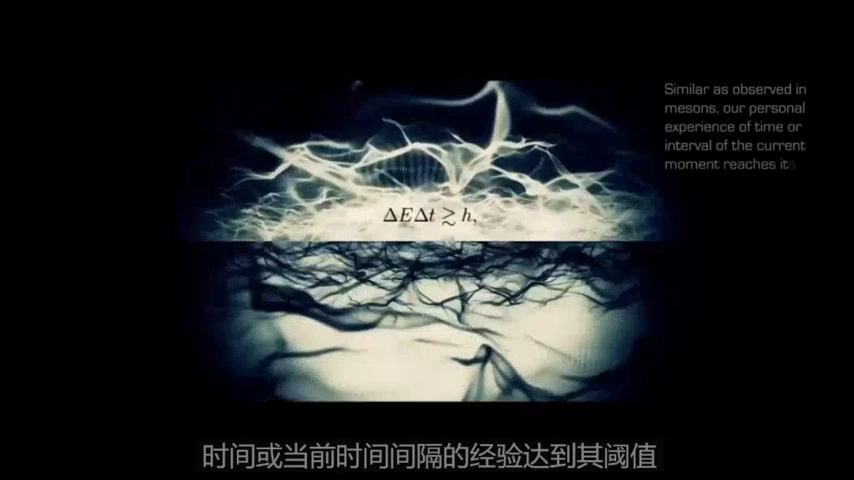 Similar as observed in
mesons, our personal
experience of time or
interval of the current
moment reaches its
ΔEΔt ≳ h,
时间或当前时间间隔的经验达到其阈值